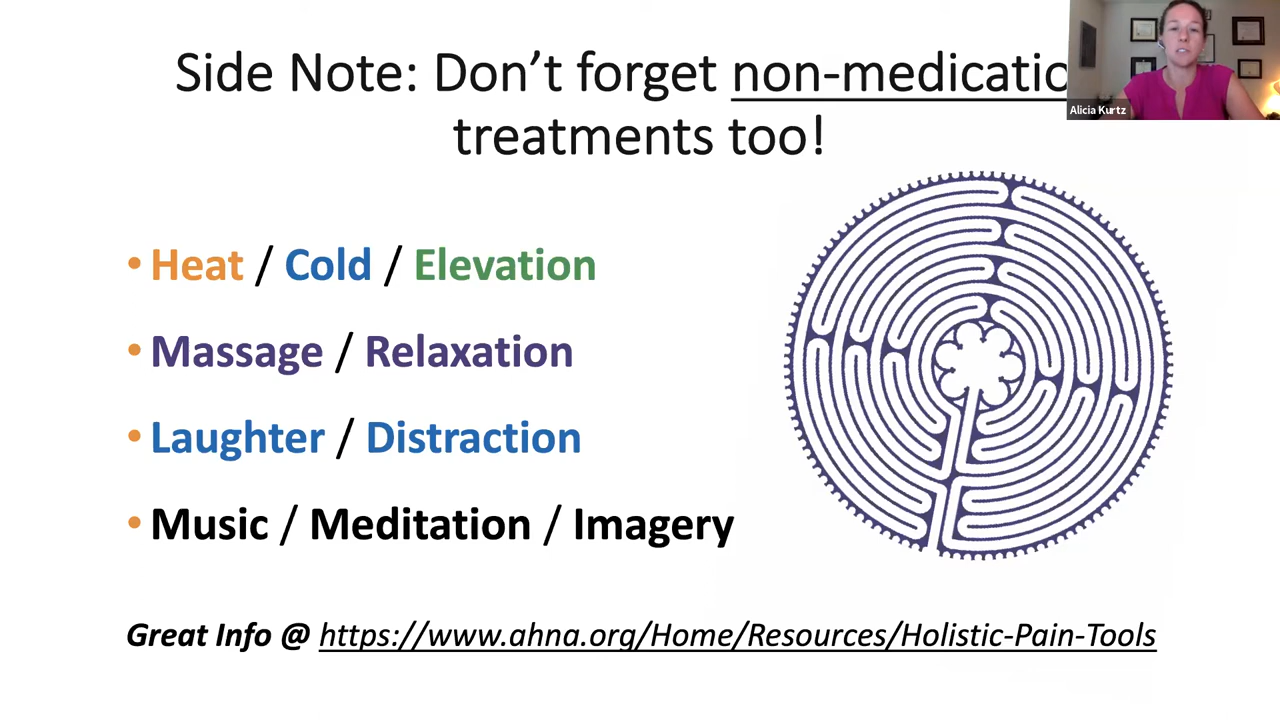 Side Note: Don't forget non-medicatio
treatments too!
Alicia Kurtz
• Heat / Cold / Elevation
• Massage / Relaxation
• Laughter / Distraction
• Music / Meditation / Imagery
Great Info @ https://www.ahna.org/Home/Resources/Holistic-Pain-Tools